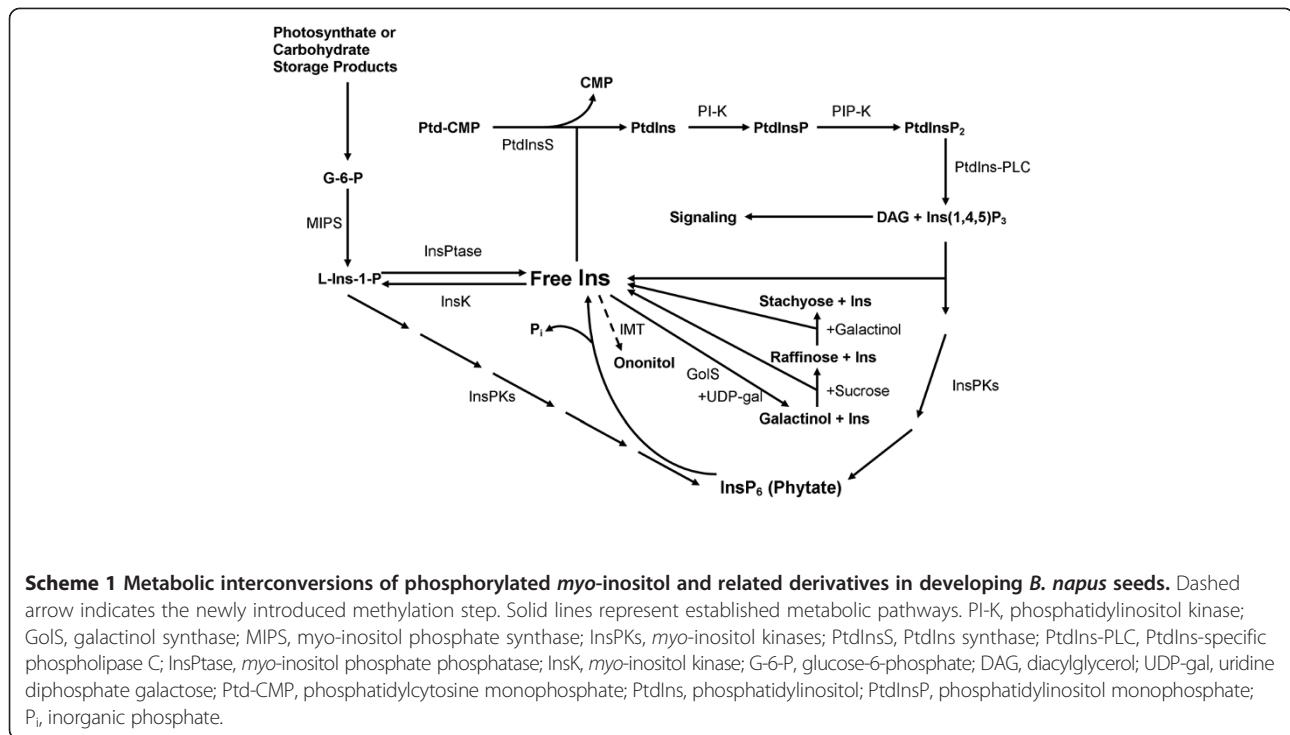 Photosynthate or
Carbohydrate
Storage Products
CMP
Ptd-CMP
PtdInsS
PtdIns
PI-K
PtdInsP
PIP-K
PtdInsP₂
PtdIns-PLC
G-6-P
MIPS
Signaling
DAG + Ins(1,4,5)P₃
InsPtase
L-Ins-1-P
Free Ins
InsK
Stachyose + Ins
+Galactinol
Pᵢ
IMT
Ononitol
Raffinose + Ins
GolS
+UDP-gal
+Sucrose
InsPKs
InsPKs
Galactinol + Ins
InsP₆ (Phytate)
Scheme 1 Metabolic interconversions of phosphorylated myo-inositol and related derivatives in developing B. napus seeds. Dashed
arrow indicates the newly introduced methylation step. Solid lines represent established metabolic pathways. PI-K, phosphatidylinositol kinase;
GolS, galactinol synthase; MIPS, myo-inositol phosphate synthase; InsPKs, myo-inositol kinases; PtdInsS, PtdIns synthase; PtdIns-PLC, PtdIns-specific
phospholipase C; InsPtase, myo-inositol phosphate phosphatase; InsK, myo-inositol kinase; G-6-P, glucose-6-phosphate; DAG, diacylglycerol; UDP-gal, uridine
diphosphate galactose; Ptd-CMP, phosphatidylcytosine monophosphate; PtdIns, phosphatidylinositol; PtdInsP, phosphatidylinositol monophosphate;
Pᵢ, inorganic phosphate.